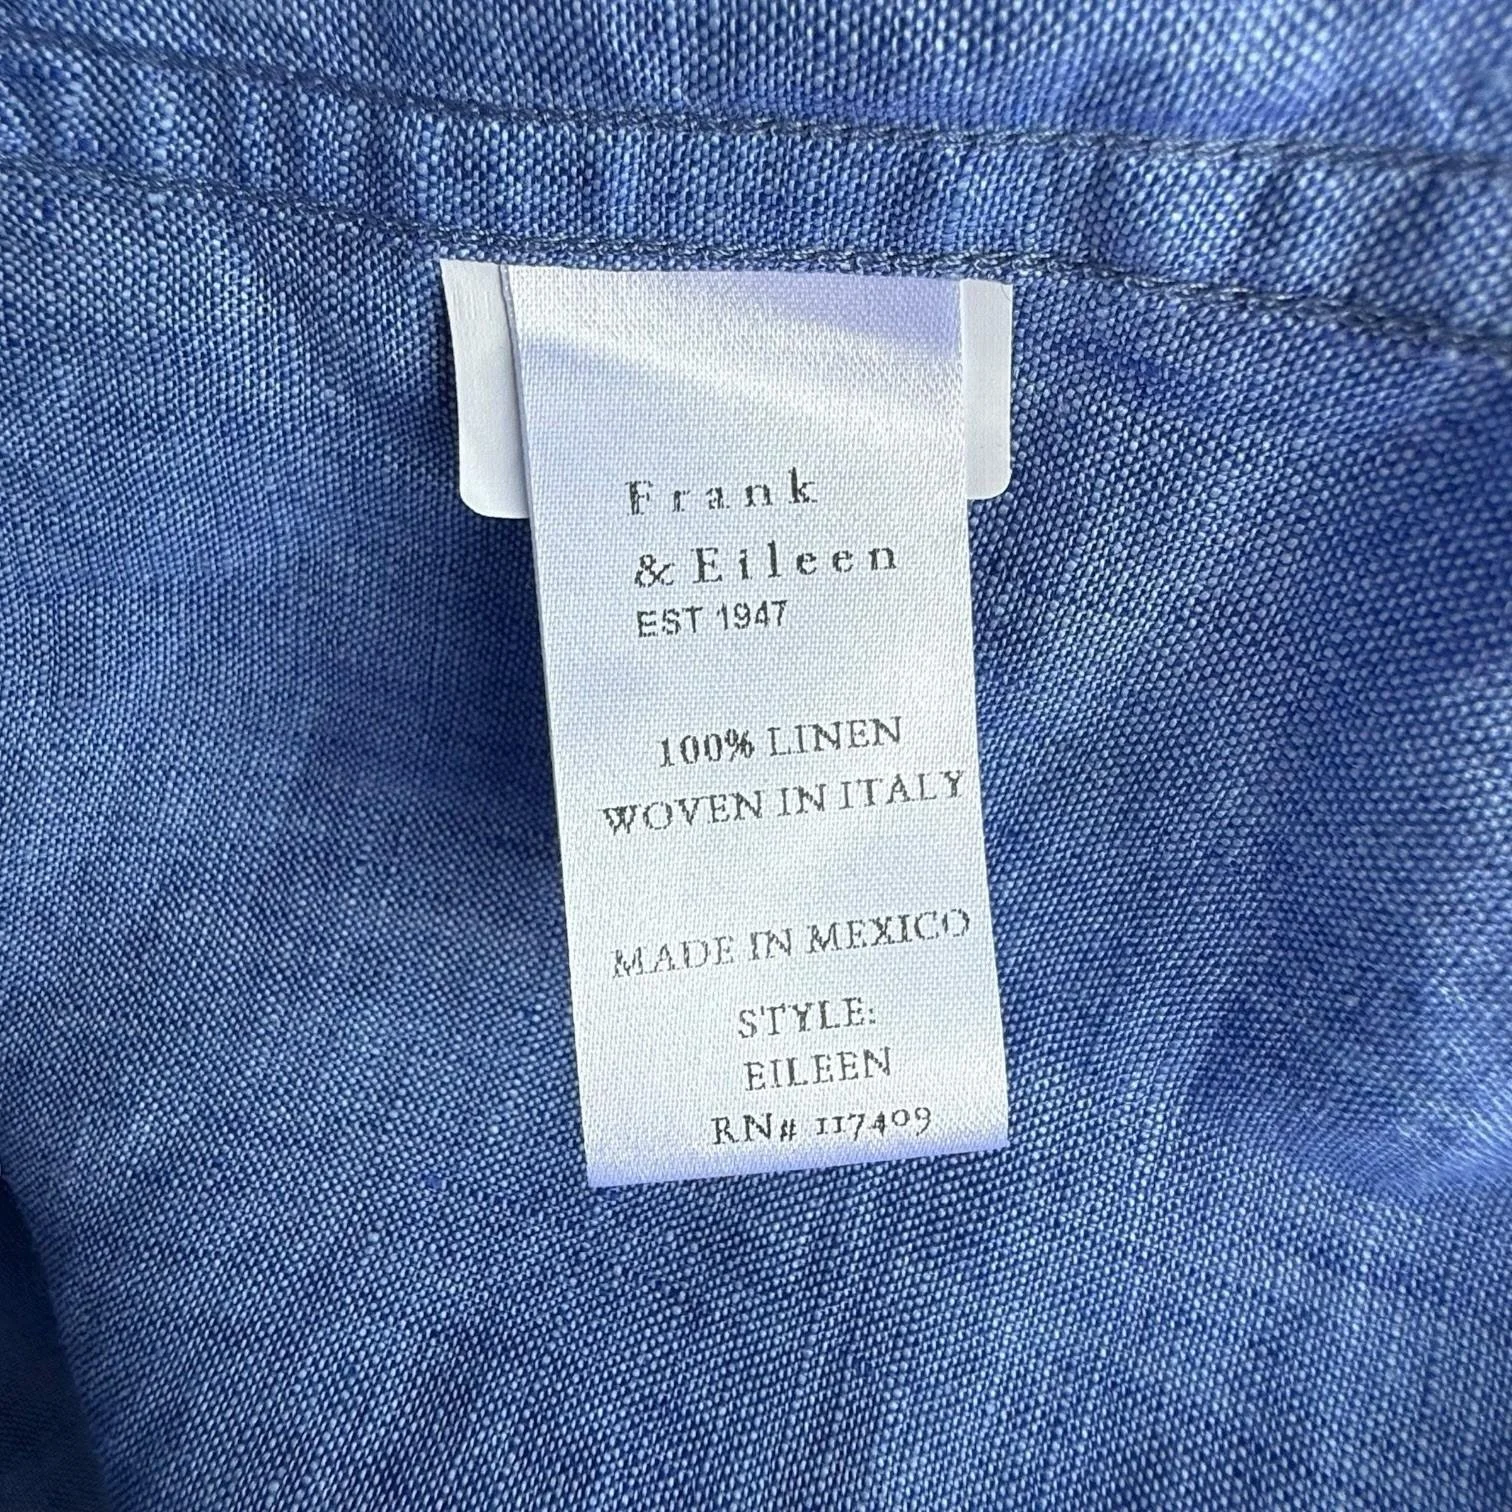 Frank
& Eileen
EST 1947
100% LINEN
WOVEN IN ITALY
MADE IN MEXICO
STYLE:
EILEEN
RN# 117409